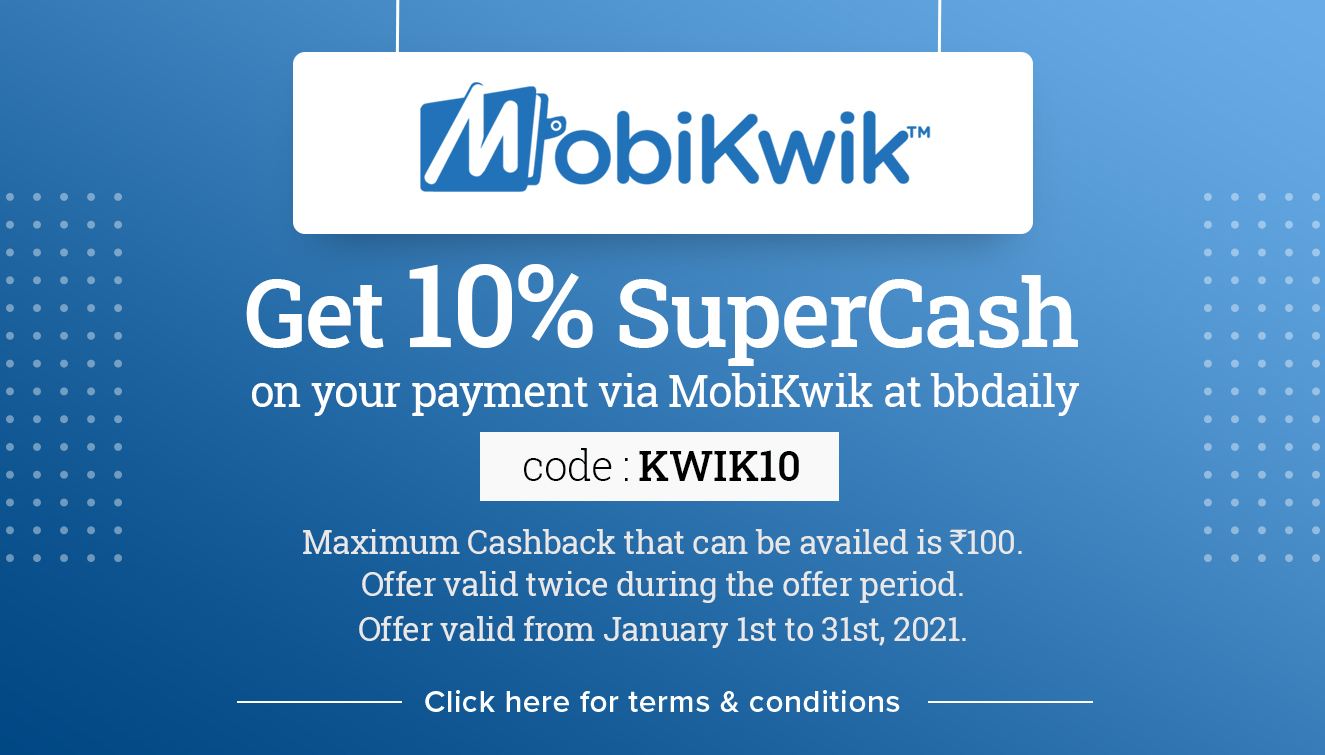 MobiKwik™
Get 10% SuperCash
on your payment via MobiKwik at bbdaily
code : KWIK10
Maximum Cashback that can be availed is ₹100.
Offer valid twice during the offer period.
Offer valid from January 1st to 31st, 2021.
Click here for terms & conditions